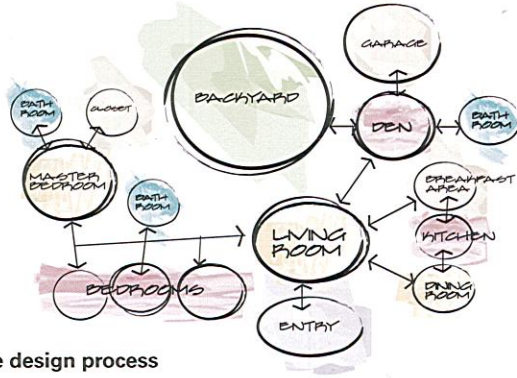 GARAGE
BACKYARD
BATH
ROOM
CLOSET
DEN
BATH
ROOM
MASTER
BEDROOM
BREAKFAST
AREA
BATH
ROOM
LIVING
ROOM
KITCHEN
BEDROOMS
DINING
ROOM
ENTRY
e design process